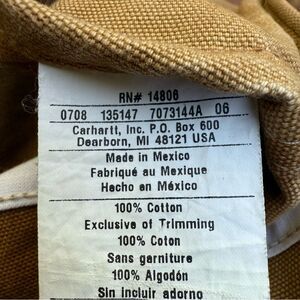 RN# 14806
0708 135147 7073144A 06
Carhartt, Inc. P.O. Box 600
Dearborn, MI 48121 USA
Made in Mexico
Fabriqué au Mexique
Hecho en México
100% Cotton
Exclusive of Trimming
100% Coton
Sans garniture
100% Algodón
Sin incluir adorno